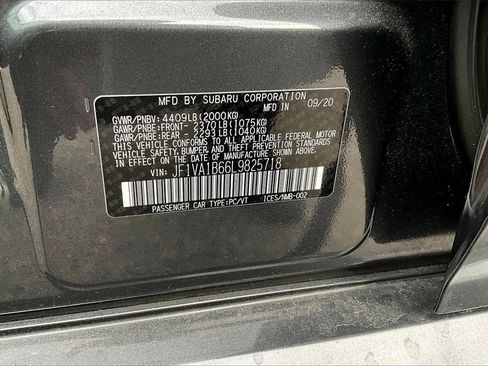 MFD BY SUBARU CORPORATION
MFD. IN 09/20
GVWR/PNBV: 4409LB(2000KG)
GAWR/PNBE:FRONT- 2370LB(1075KG)
GAWR/PNBE:REAR - 2293LB(1040KG)
THIS VEHICLE CONFORMS TO ALL APPLICABLE FEDERAL MOTOR
VEHICLE SAFETY, BUMPER, AND THEFT PREVENTION STANDARDS
IN EFFECT ON THE DATE OF MANUFACTURE SHOWN ABOVE.
VIN: JF1VA1B66L9825718
PASSENGER CAR TYPE:PC/VT ICES/NMB-002